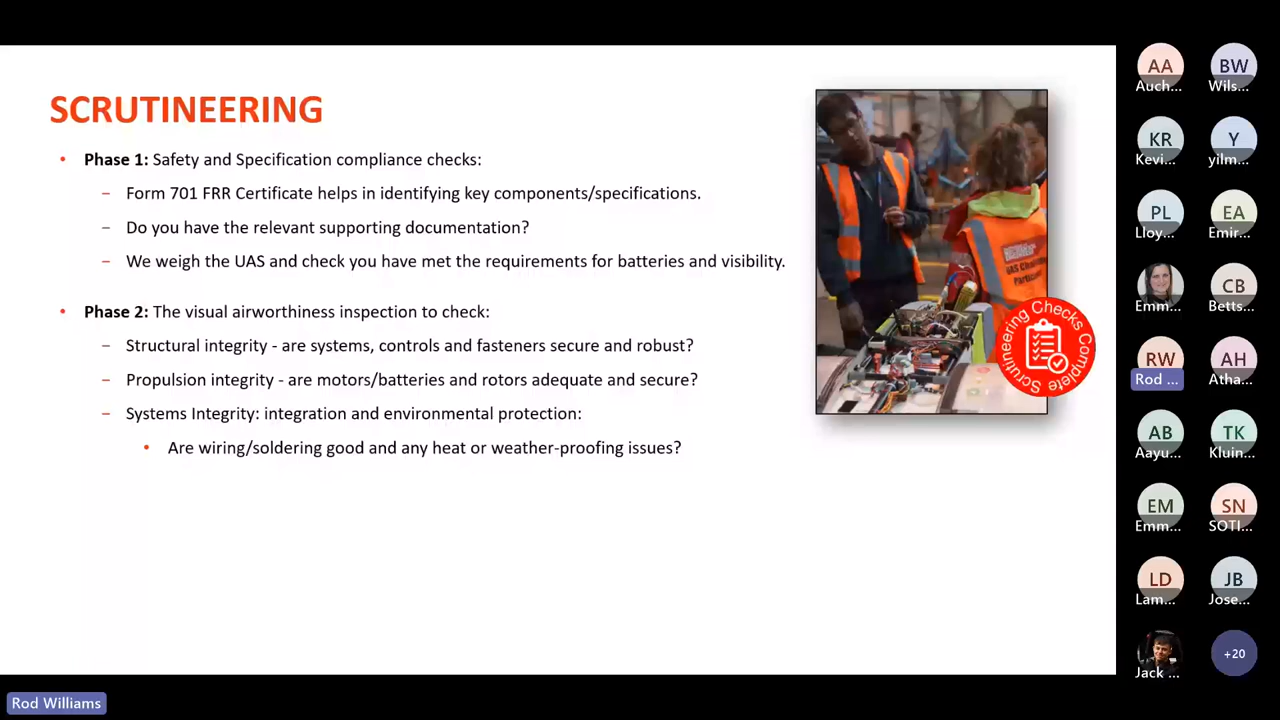 SCRUTINEERING
• Phase 1: Safety and Specification compliance checks:
– Form 701 FRR Certificate helps in identifying key components/specifications.
– Do you have the relevant supporting documentation?
– We weigh the UAS and check you have met the requirements for batteries and visibility.
• Phase 2: The visual airworthiness inspection to check:
– Structural integrity - are systems, controls and fasteners secure and robust?
– Propulsion integrity - are motors/batteries and rotors adequate and secure?
– Systems Integrity: integration and environmental protection:
• Are wiring/soldering good and any heat or weather-proofing issues?
Scrutineering Checks Complete
AA
Auch...
BW
Wils...
KR
Kevi...
Y
yilm...
PL
Lloy...
EA
Emir...
Emm...
CB
Betts...
RW
Rod ...
AH
Atha...
AB
Aayu...
TK
Kluin...
EM
Emm...
SN
SOTI...
LD
Lam...
JB
Jose...
Jack ...
+20
Rod Williams